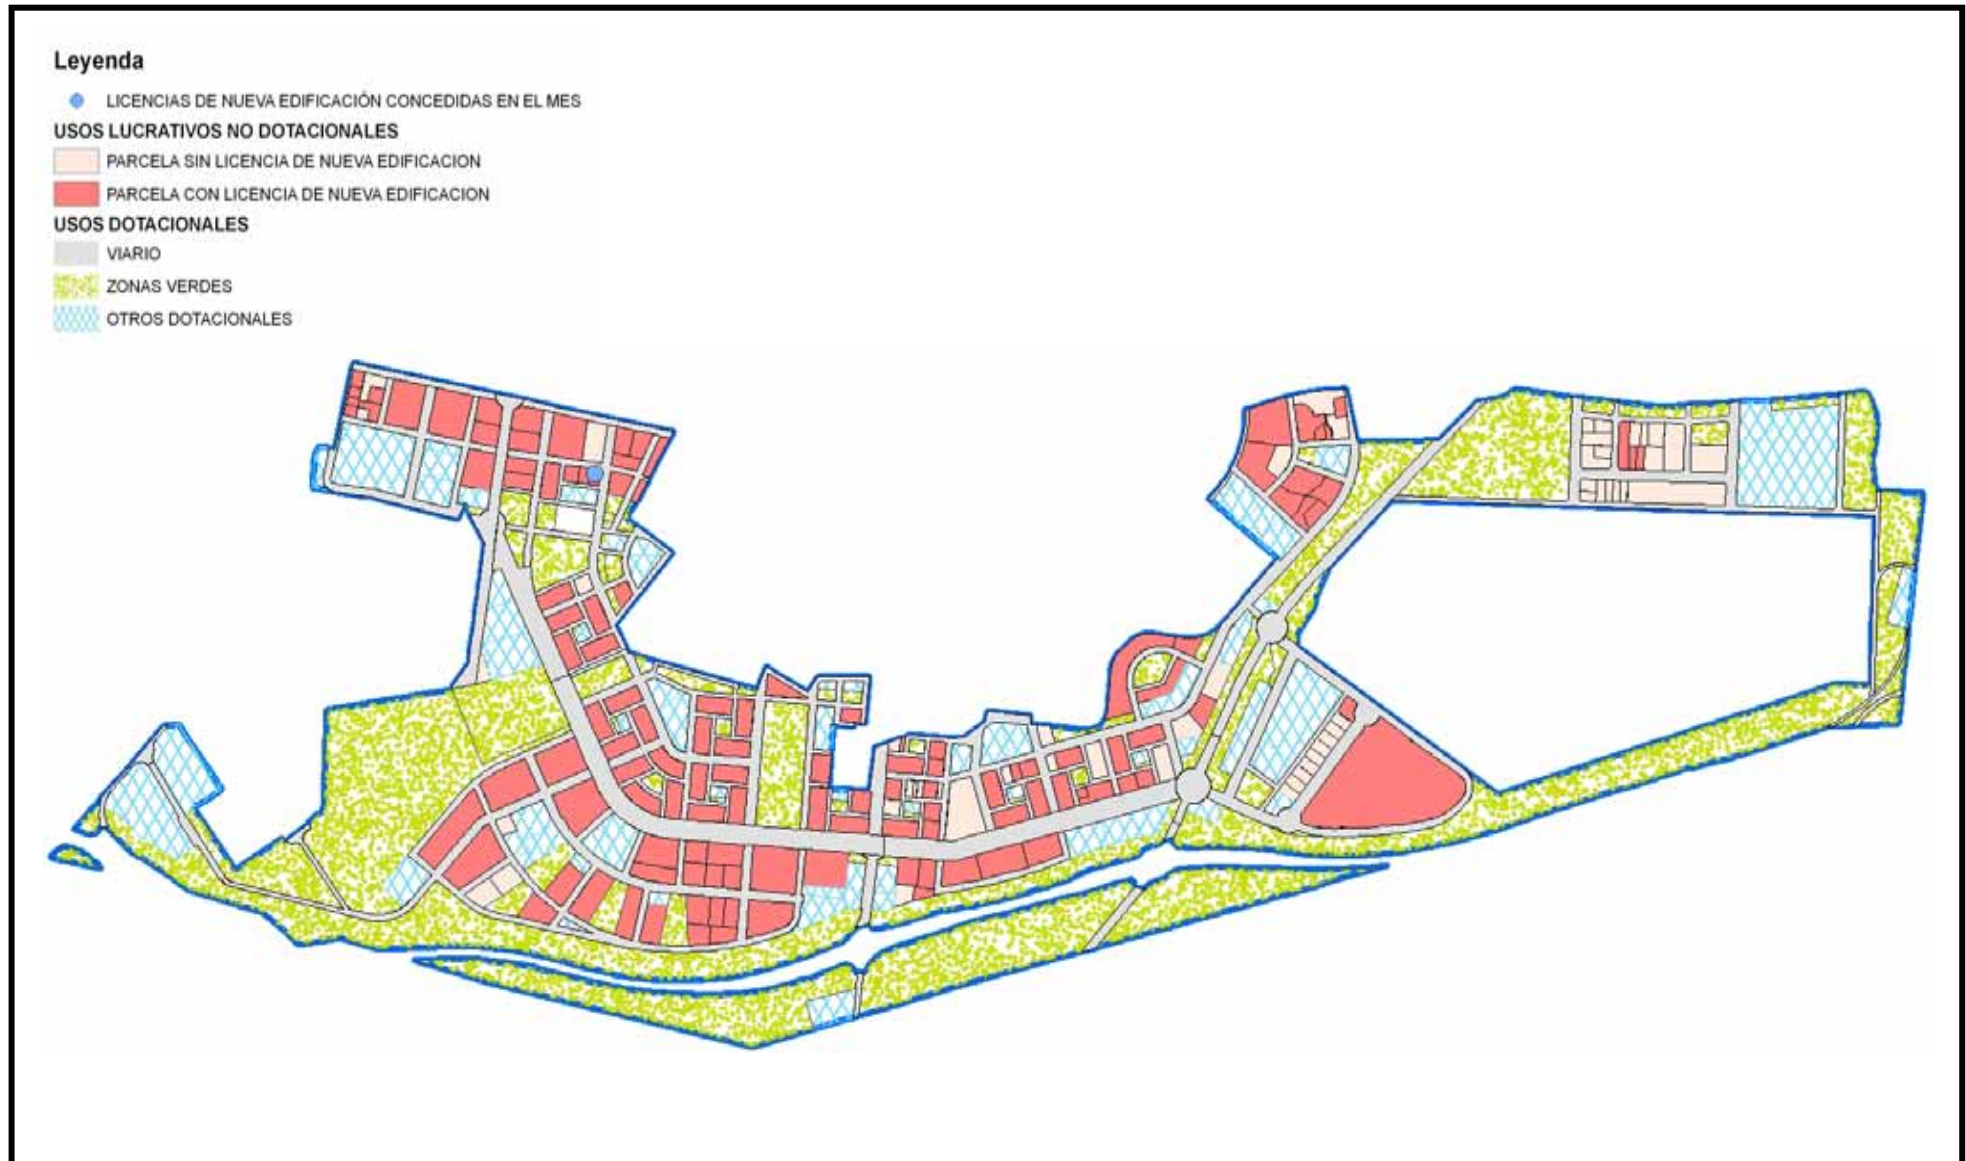 Leyenda
LICENCIAS DE NUEVA EDIFICACIÓN CONCEDIDAS EN EL MES
USOS LUCRATIVOS NO DOTACIONALES
PARCELA SIN LICENCIA DE NUEVA EDIFICACION
PARCELA CON LICENCIA DE NUEVA EDIFICACION
USOS DOTACIONALES
VIARIO
ZONAS VERDES
OTROS DOTACIONALES